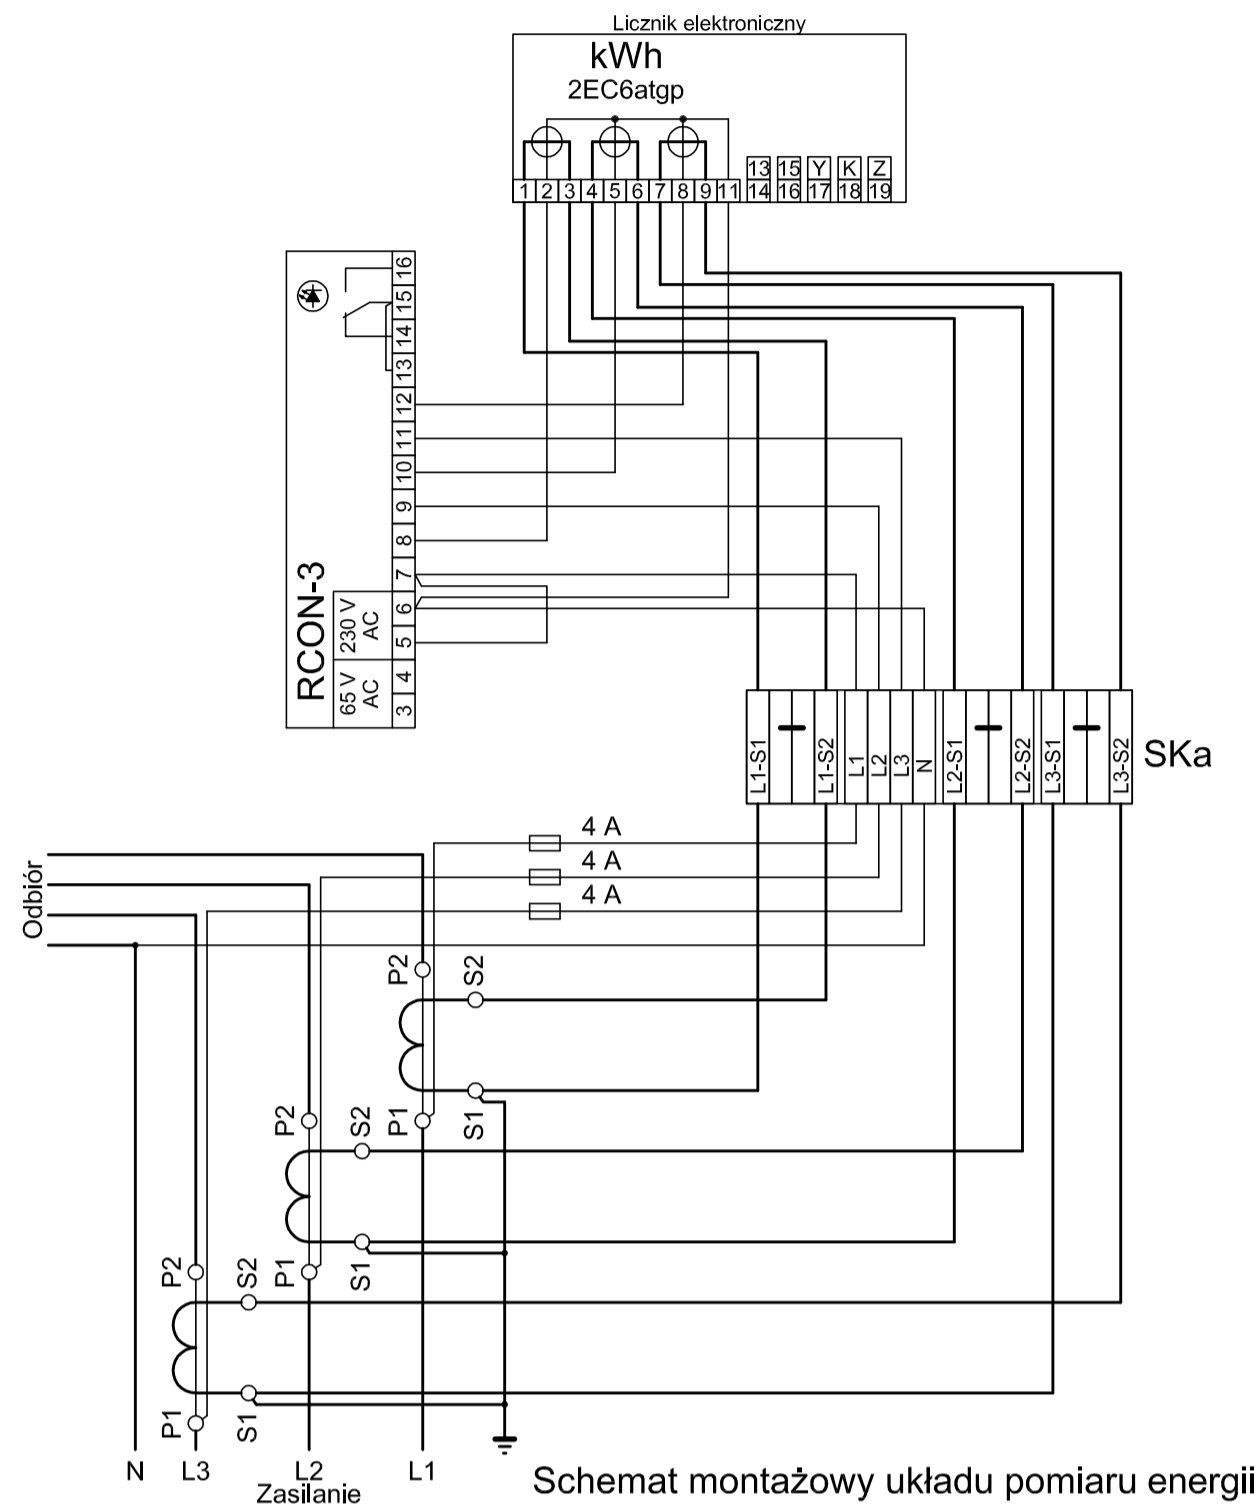 Licznik elektroniczny
kWh
2EC6atgp
13 15 Y K Z
1 2 3 4 5 6 7 8 9 11 14 16 17 18 19
16
15
14
13
12
11
10
9
8
7
6
5
4
3
RCON-3
230 V
AC
65 V
AC
L1-S1
L1-S2
L1
L2
L3
N
L2-S1
L2-S2
L3-S1
L3-S2
SKa
4 A
4 A
4 A
Odbiór
P2
S2
P1
S1
P2
S2
P1
S1
P2
S2
P1
S1
N L3 L2 L1
Zasilanie
Schemat montażowy układu pomiaru energii